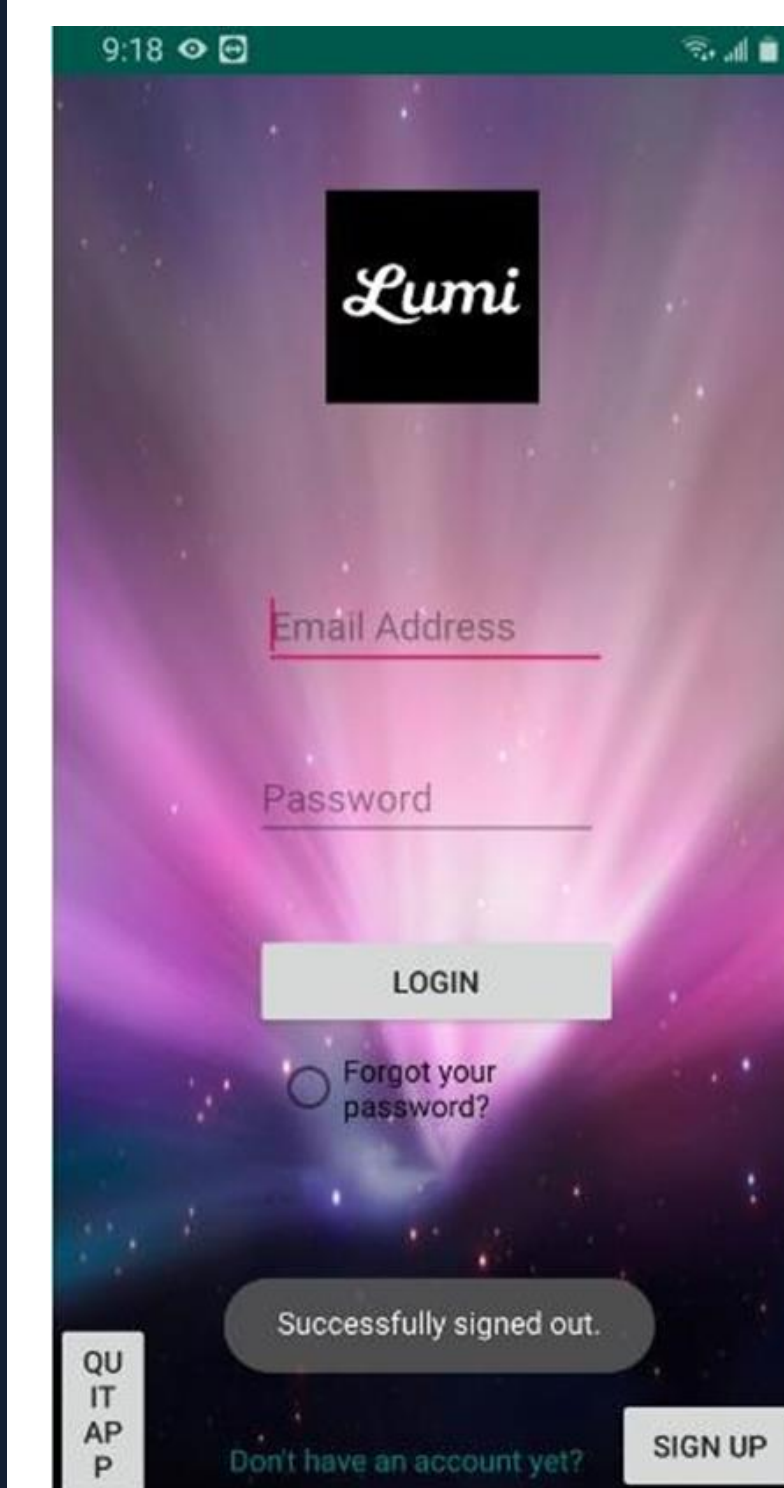 9:18
Lumi
Email Address
Password
LOGIN
Forgot your
password?
Successfully signed out.
QU
IT
AP
P
Don't have an account yet?
SIGN UP